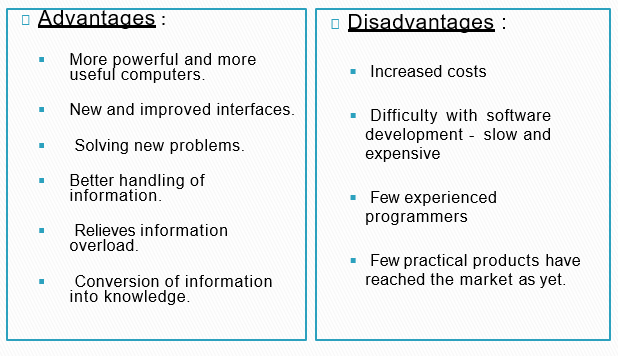 Advantages :
More powerful and more
useful computers.
New and improved interfaces.
Solving new problems.
Better handling of
information.
Relieves information
overload.
Conversion of information
into knowledge.
Disadvantages :
Increased costs
Difficulty with software
development - slow and
expensive
Few experienced
programmers
Few practical products have
reached the market as yet.